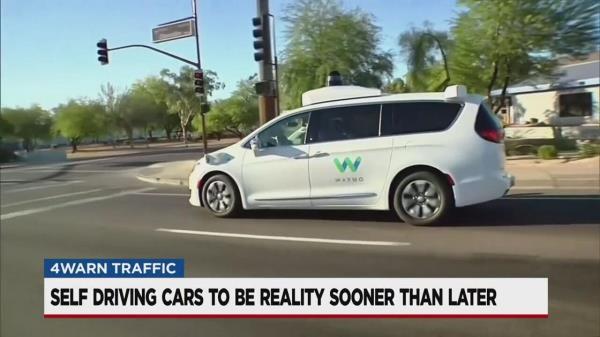 WAYMO
4WARN TRAFFIC
SELF DRIVING CARS TO BE REALITY SOONER THAN LATER